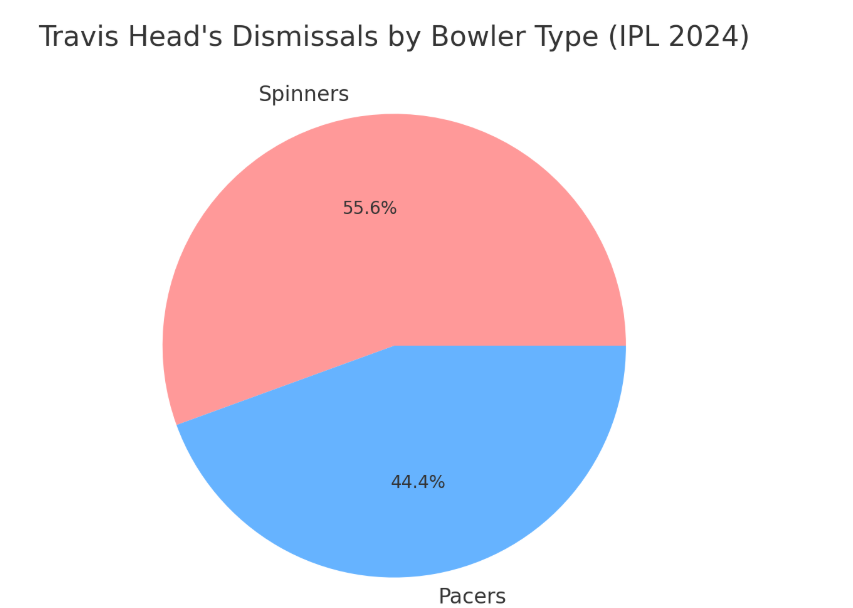 Travis Head's Dismissals by Bowler Type (IPL 2024)
Spinners
55.6%
44.4%
Pacers